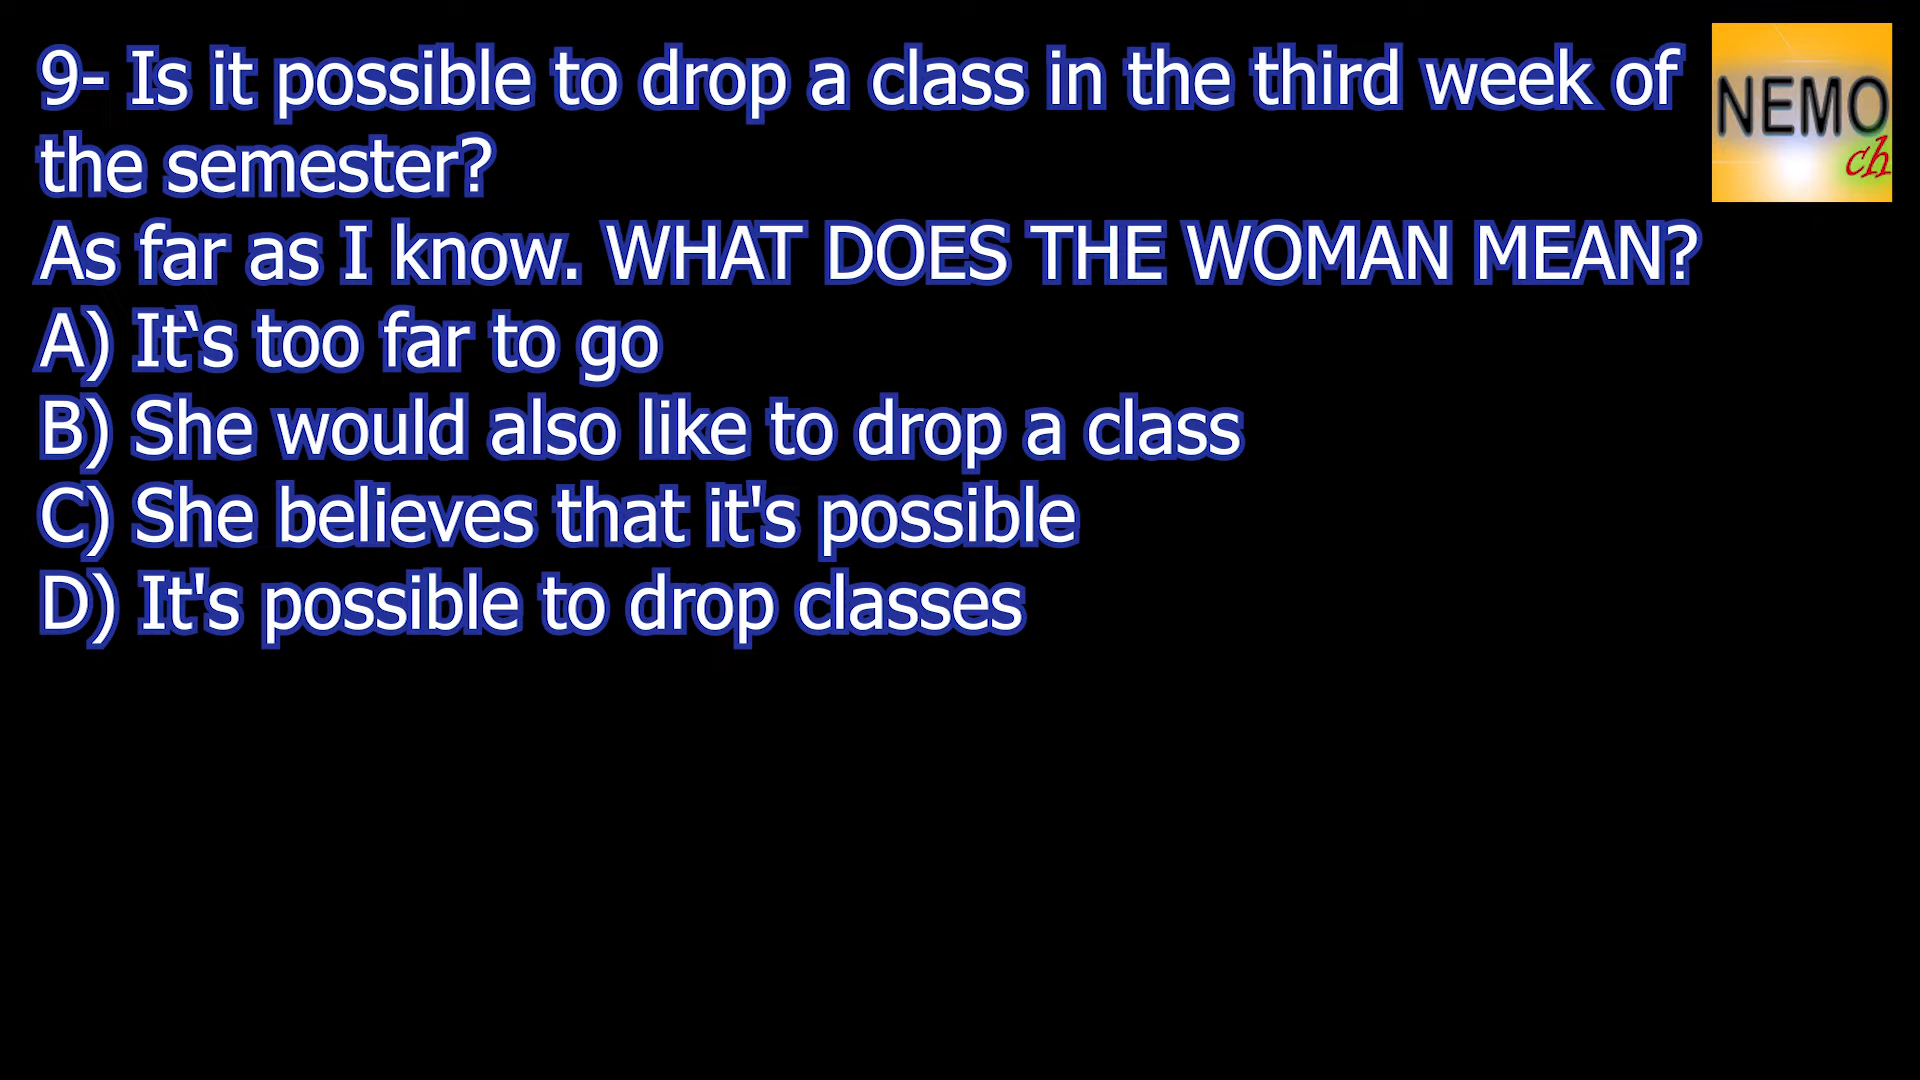 9- Is it possible to drop a class in the third week of
the semester?
As far as I know. WHAT DOES THE WOMAN MEAN?
A) It‛s too far to go
B) She would also like to drop a class
C) She believes that it's possible
D) It's possible to drop classes
NEMO
ch